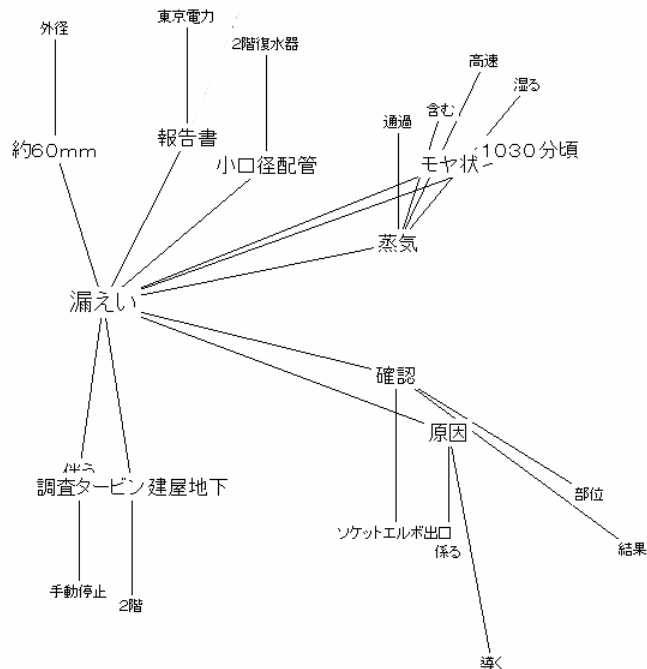 東京電力
外径
2階復水器
高速
湿る
含む
通過
約60mm
報告書
小口径配管
モヤ状
1030分頃
蒸気
漏えい
確認
原因
伴う
調査タービン建屋地下
部位
ソケットエルボ出口
係る
結果
手動停止
2階
導く